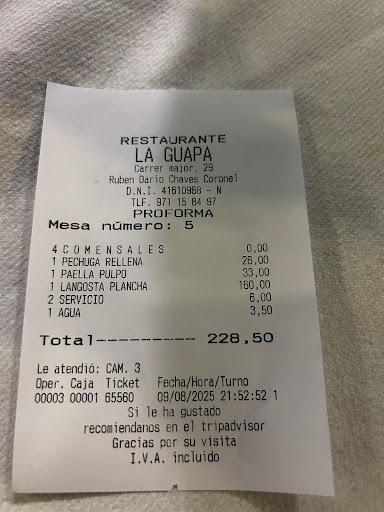 RESTAURANTE
LA GUAPA
Carrer major, 29
Ruben Dario Chaves Coronel
D.N.I. 41610968 - N
TLF. 971 15 84 97
PROFORMA
Mesa número: 5
4 C O M E N S A L E S 0,00
1 PECHUGA RELLENA 26,00
1 PAELLA PULPO 33,00
1 LANGOSTA PLANCHA 160,00
2 SERVICIO 6,00
1 AGUA 3,50
Total---------- 228,50
Le atendió: CAM. 3
Oper. Caja Ticket Fecha/Hora/Turno
00003 00001 65560 09/08/2025 21:52:52 1
Si le ha gustado
recomiendanos en el tripadvisor
Gracias por su visita
I.V.A. incluido